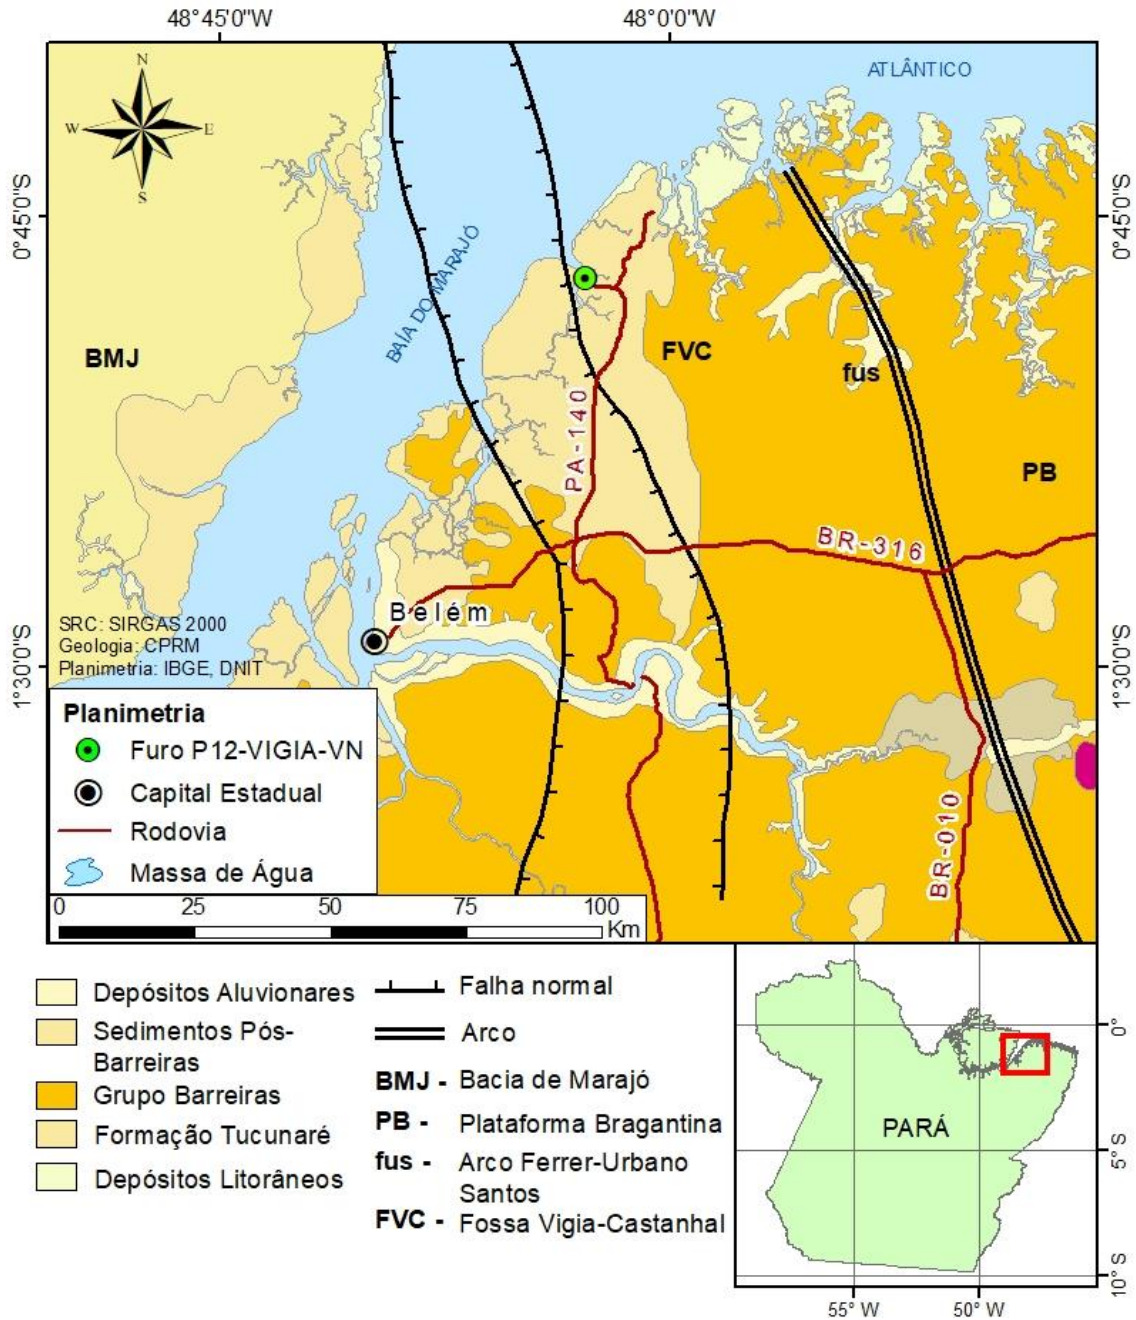 48°45'0"W
48°0'0"W
N
W
E
S
ATLÂNTICO
0°45'0"S
0°45'0"S
BAÍA DO MARAJÓ
BMJ
FVC
fus
PA-140
PB
BR-316
Belém
SRC: SIRGAS 2000
Geologia: CPRM
Planimetria: IBGE, DNIT
1°30'0"S
1°30'0"S
BR-010
Planimetria
Furo P12-VIGIA-VN
Capital Estadual
Rodovia
Massa de Água
0 25 50 75 100
Km
Depósitos Aluvionares
Sedimentos Pós-
Barreiras
Grupo Barreiras
Formação Tucunaré
Depósitos Litorâneos
Falha normal
Arco
BMJ - Bacia de Marajó
PB - Plataforma Bragantina
fus - Arco Ferrer-Urbano
Santos
FVC - Fossa Vigia-Castanhal
PARÁ
0°
5°S
10°S
55° W
50° W